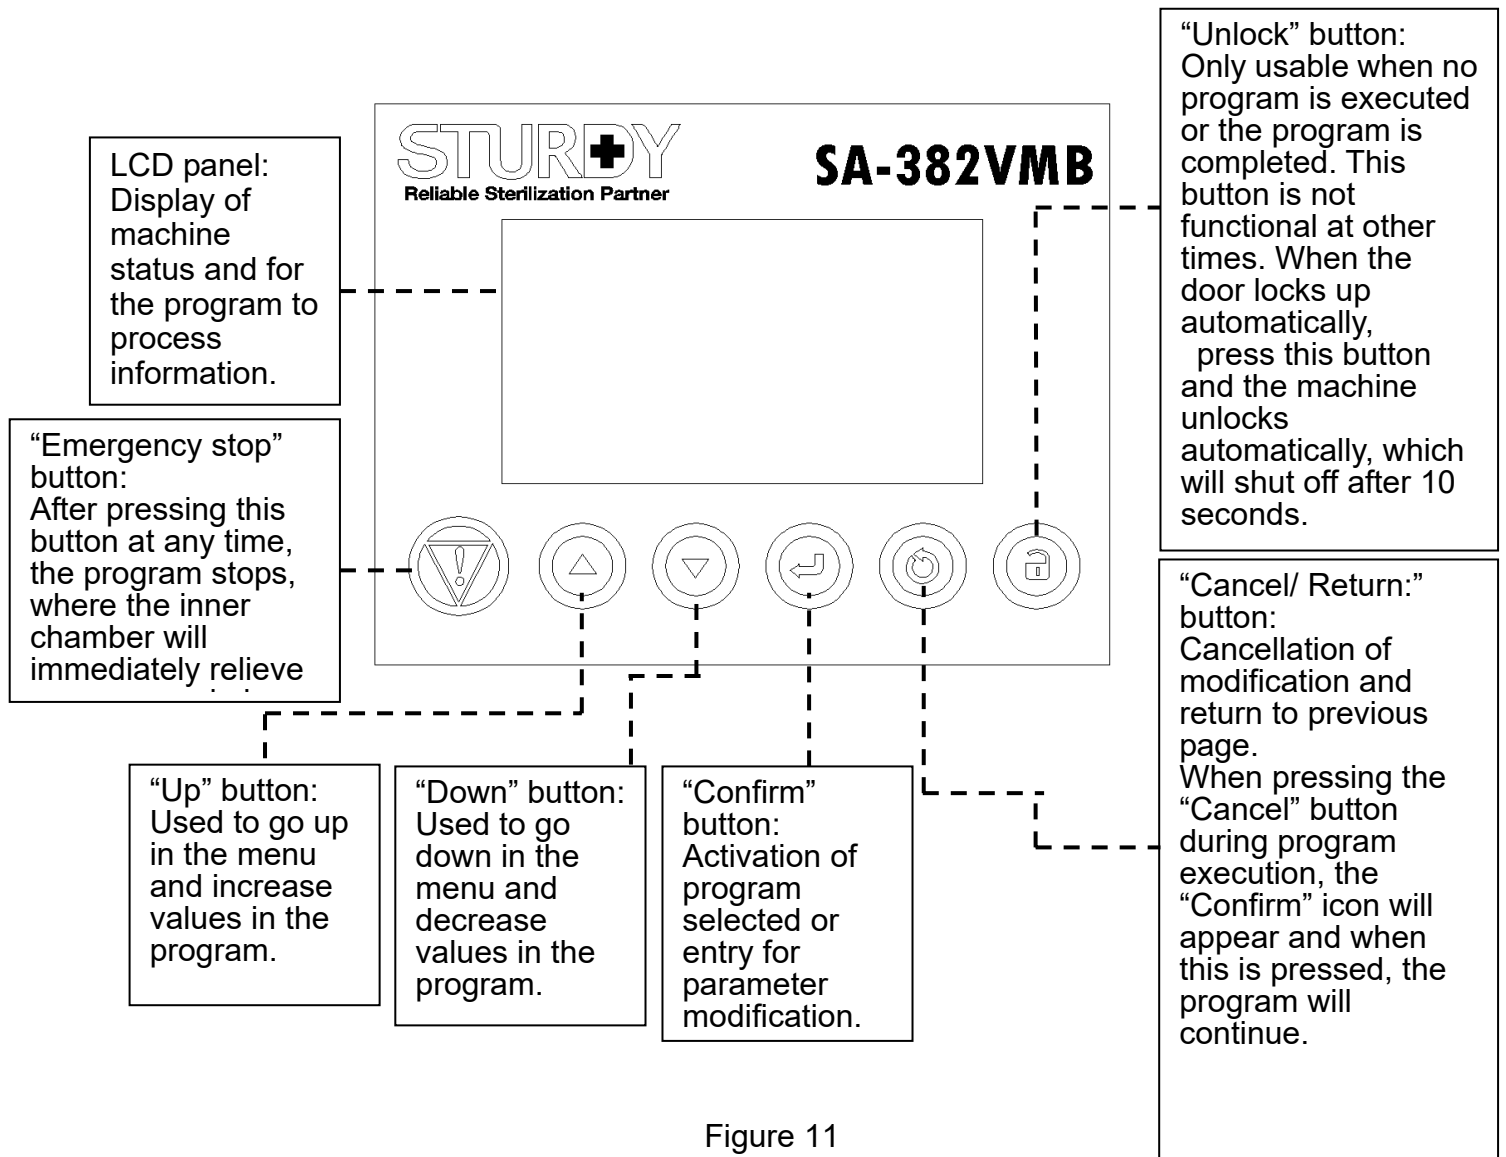 STURDY
Reliable Sterilization Partner
SA-382VMB
LCD panel:
Display of
machine
status and for
the program to
process
information.
“Emergency stop”
button:
After pressing this
button at any time,
the program stops,
where the inner
chamber will
immediately relieve
“Up” button:
Used to go up
in the menu
and increase
values in the
program.
“Down” button:
Used to go
down in the
menu and
decrease
values in the
program.
“Confirm”
button:
Activation of
program
selected or
entry for
parameter
modification.
“Unlock” button:
Only usable when no
program is executed
or the program is
completed. This
button is not
functional at other
times. When the
door locks up
automatically,
press this button
and the machine
unlocks
automatically, which
will shut off after 10
seconds.
“Cancel/ Return:”
button:
Cancellation of
modification and
return to previous
page.
When pressing the
“Cancel” button
during program
execution, the
“Confirm” icon will
appear and when
this is pressed, the
program will
continue.
Figure 11